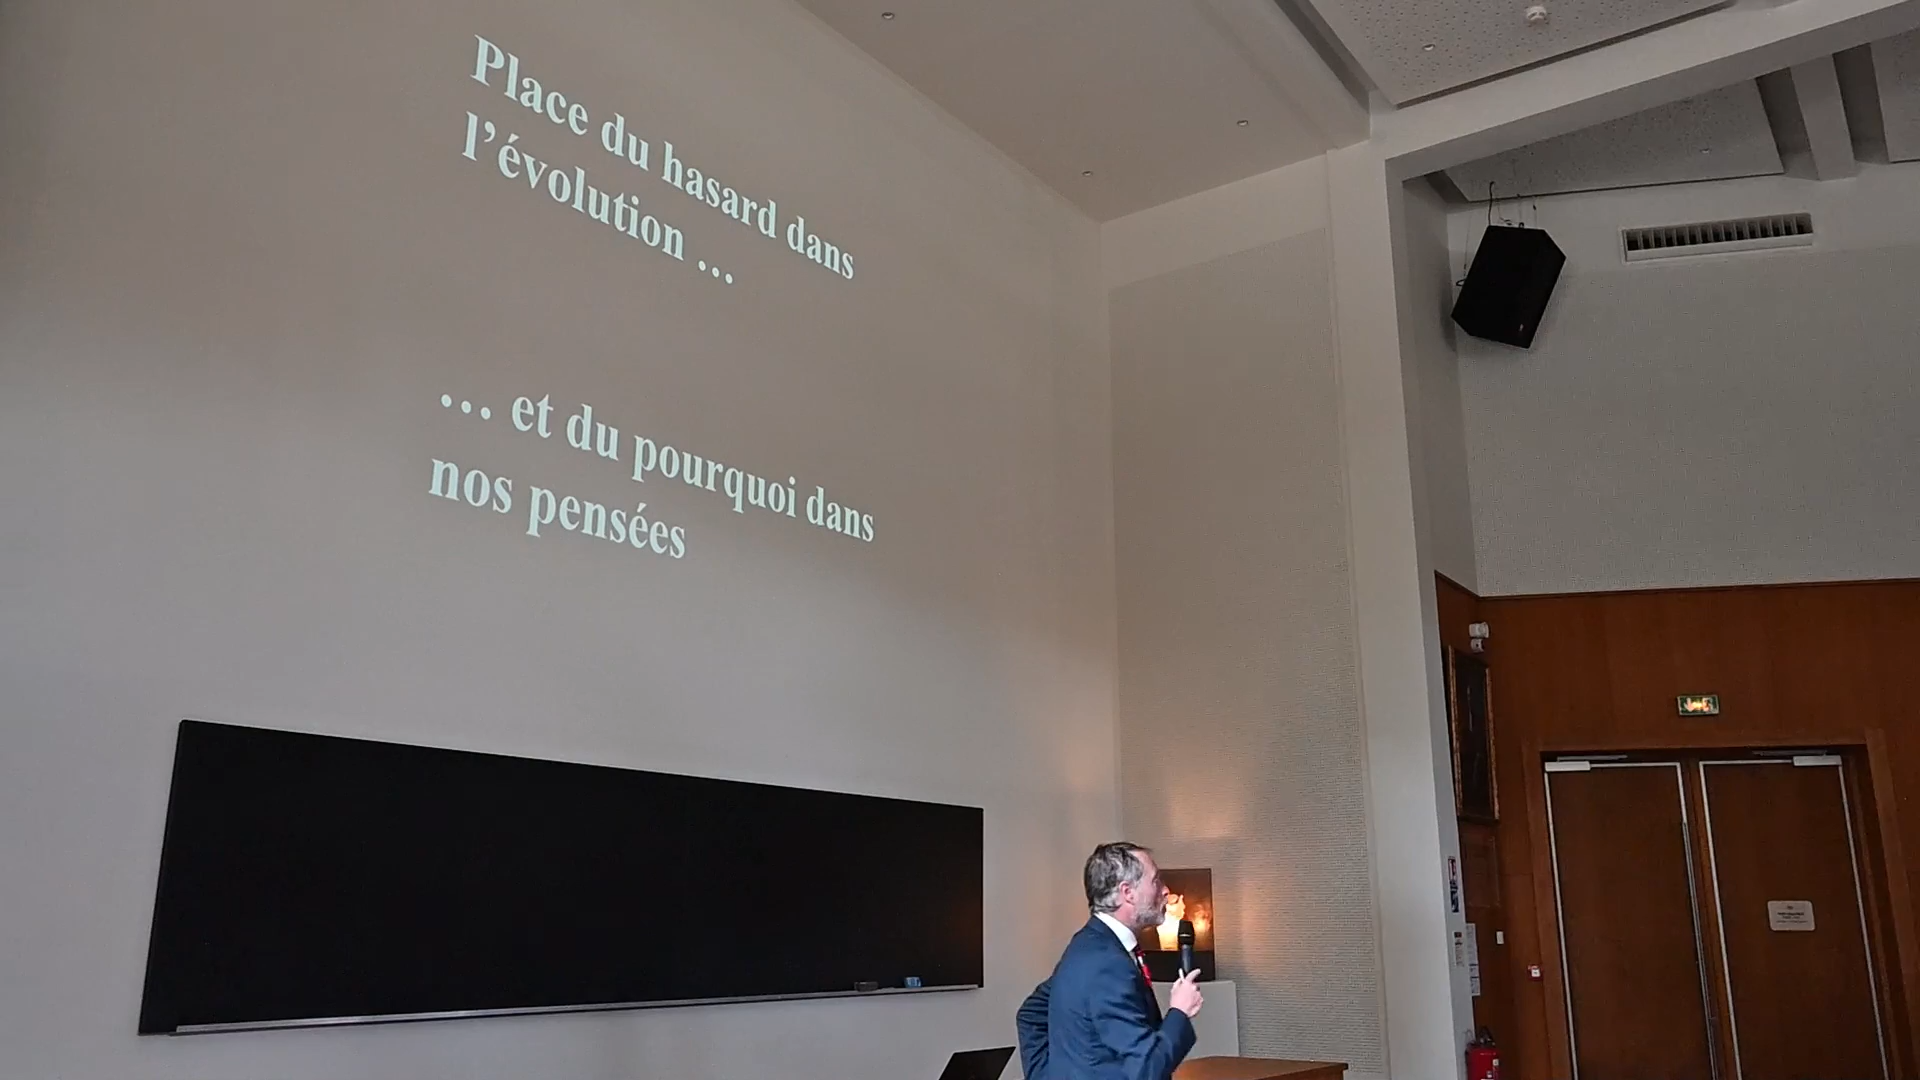 Place du hasard dans
l’évolution ...
... et du pourquoi dans
nos pensées